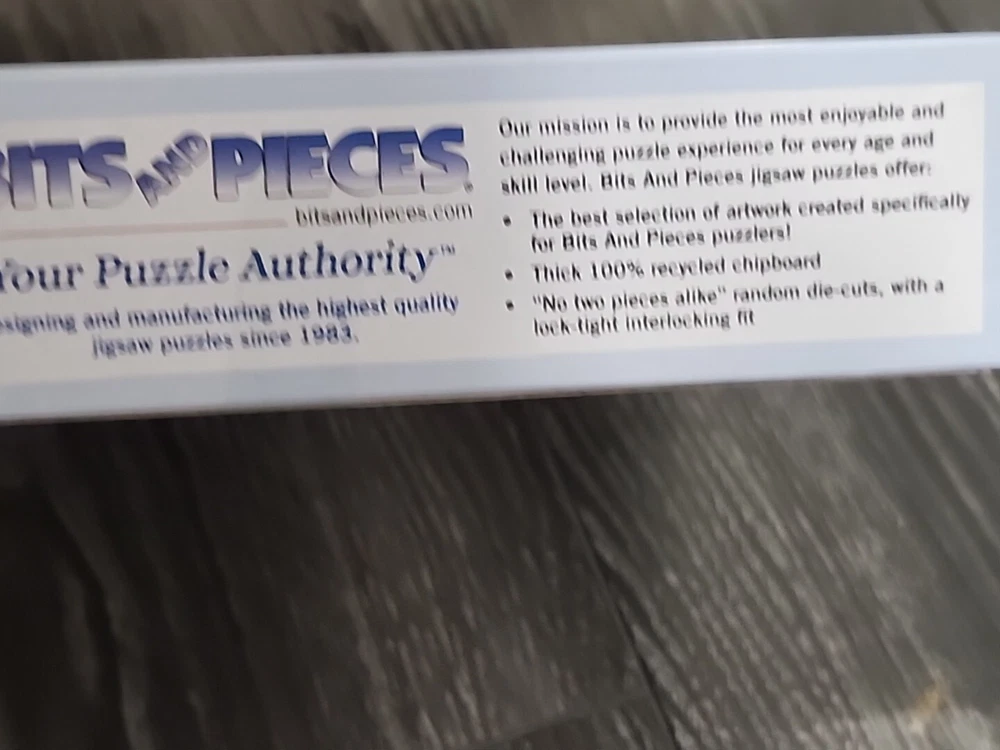 BITS AND PIECES®
bitsandpieces.com
Your Puzzle Authority™
esigning and manufacturing the highest quality
jigsaw puzzles since 1983.
Our mission is to provide the most enjoyable and
challenging puzzle experience for every age and
skill level. Bits And Pieces jigsaw puzzles offer:
• The best selection of artwork created specifically
for Bits And Pieces puzzlers!
• Thick 100% recycled chipboard
• "No two pieces alike" random die-cuts, with a
lock-tight interlocking fit